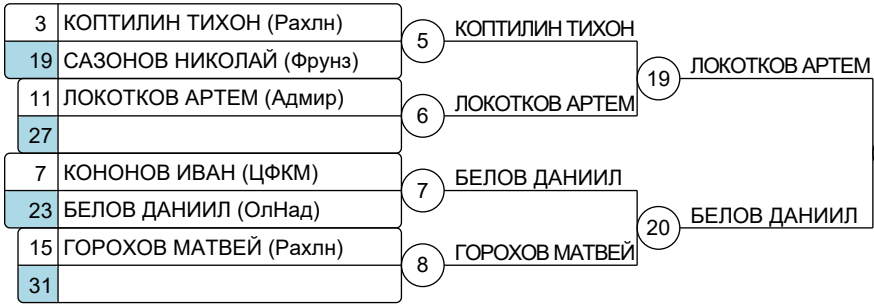 3 КОПТИЛИН ТИХОН (Рахлн)
19 САЗОНОВ НИКОЛАЙ (Фрунз)
5 КОПТИЛИН ТИХОН
11 ЛОКОТКОВ АРТЕМ (Адмир)
27
6 ЛОКОТКОВ АРТЕМ
19 ЛОКОТКОВ АРТЕМ
7 КОНОНОВ ИВАН (ЦФКМ)
23 БЕЛОВ ДАНИИЛ (ОлНад)
7 БЕЛОВ ДАНИИЛ
15 ГОРОХОВ МАТВЕЙ (Рахлн)
31
8 ГОРОХОВ МАТВЕЙ
20 БЕЛОВ ДАНИИЛ